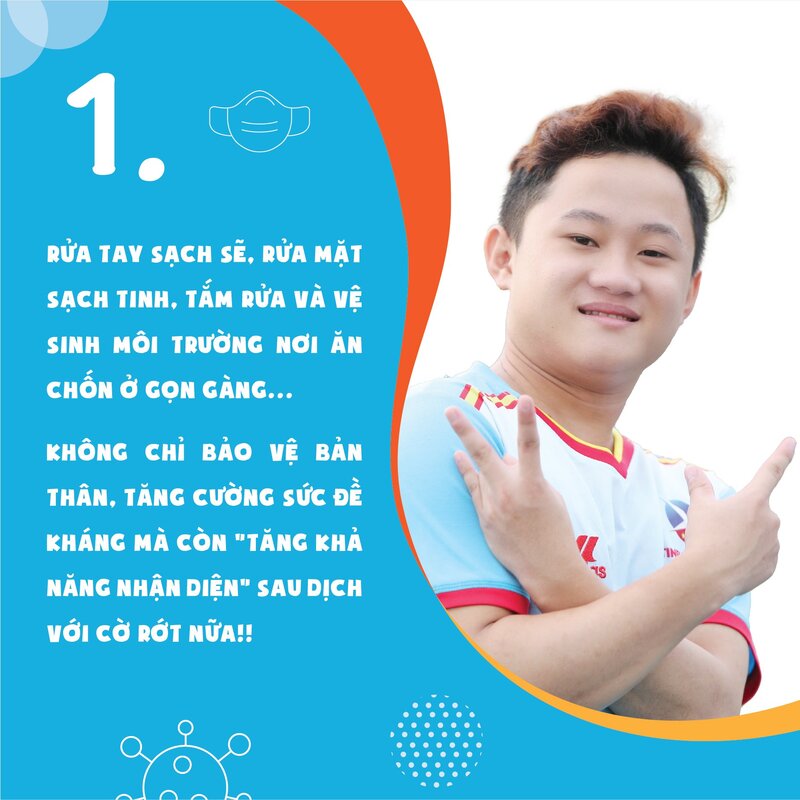 1.
RỬA TAY SẠCH SẼ, RỬA MẶT
SẠCH TINH, TẮM RỬA VÀ VỆ
SINH MÔI TRƯỜNG NƠI ĂN
CHỐN Ở GỌN GÀNG...
KHÔNG CHỈ BẢO VỆ BẢN
THÂN, TĂNG CƯỜNG SỨC ĐỀ
KHÁNG MÀ CÒN "TĂNG KHẢ
NĂNG NHẬN DIỆN" SAU DỊCH
VỚI CỜ RỚT NỮA!!